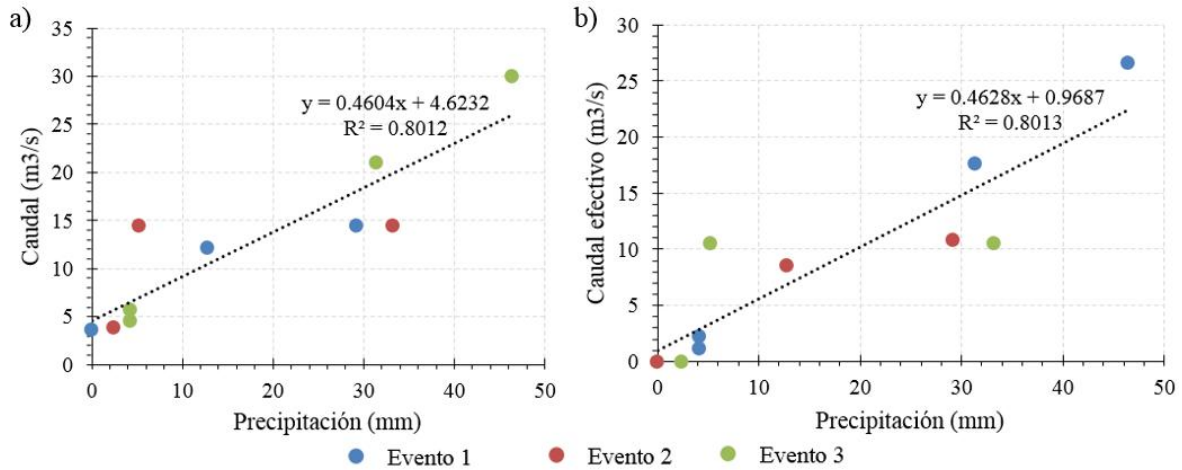 a)
Caudal (m3/s)
35
30
25
20
15
10
5
0
y = 0.4604x + 4.6232
R² = 0.8012
0 10 20 30 40 50
Precipitación (mm)
b)
Caudal efectivo (m3/s)
30
25
20
15
10
5
0
y = 0.4628x + 0.9687
R² = 0.8013
0 10 20 30 40 50
Precipitación (mm)
Evento 1 Evento 2 Evento 3